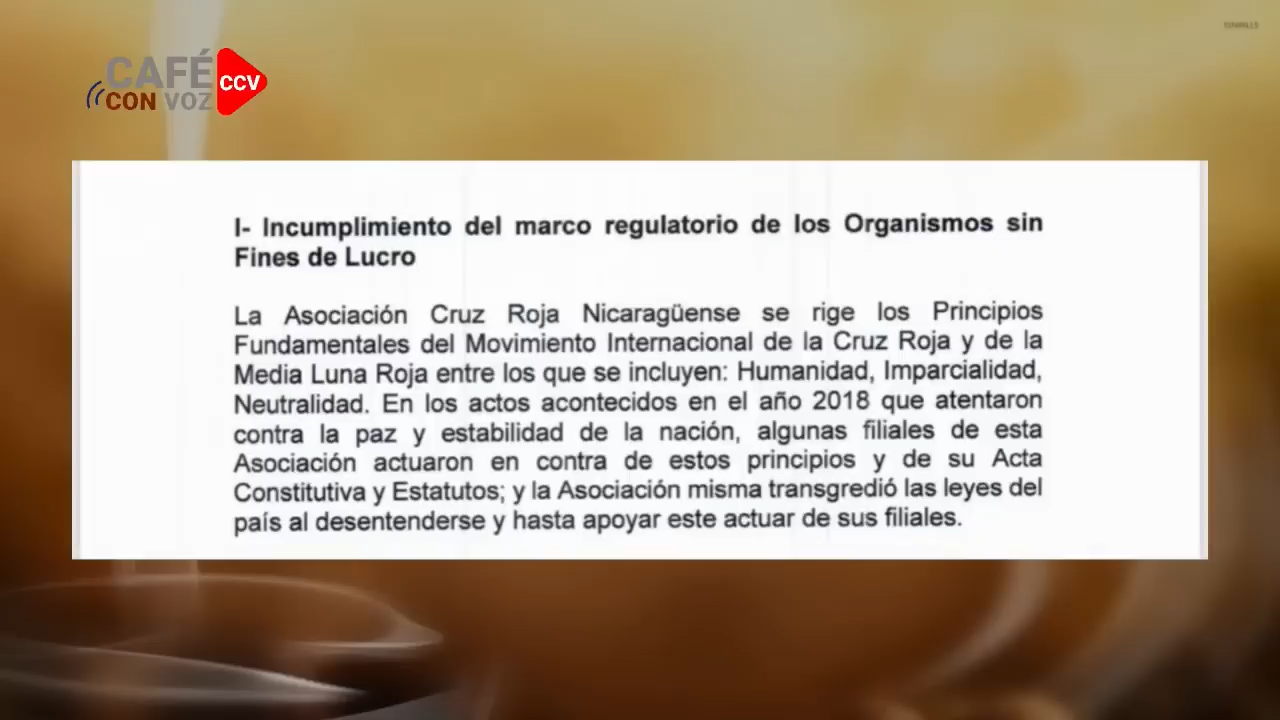 CAFÉ
CON VOZ
CCV
I- Incumplimiento del marco regulatorio de los Organismos sin
Fines de Lucro
La Asociación Cruz Roja Nicaragüense se rige los Principios
Fundamentales del Movimiento Internacional de la Cruz Roja y de la
Media Luna Roja entre los que se incluyen: Humanidad, Imparcialidad,
Neutralidad. En los actos acontecidos en el año 2018 que atentaron
contra la paz y estabilidad de la nación, algunas filiales de esta
Asociación actuaron en contra de estos principios y de su Acta
Constitutiva y Estatutos; y la Asociación misma transgredió las leyes del
país al desentenderse y hasta apoyar este actuar de sus filiales.